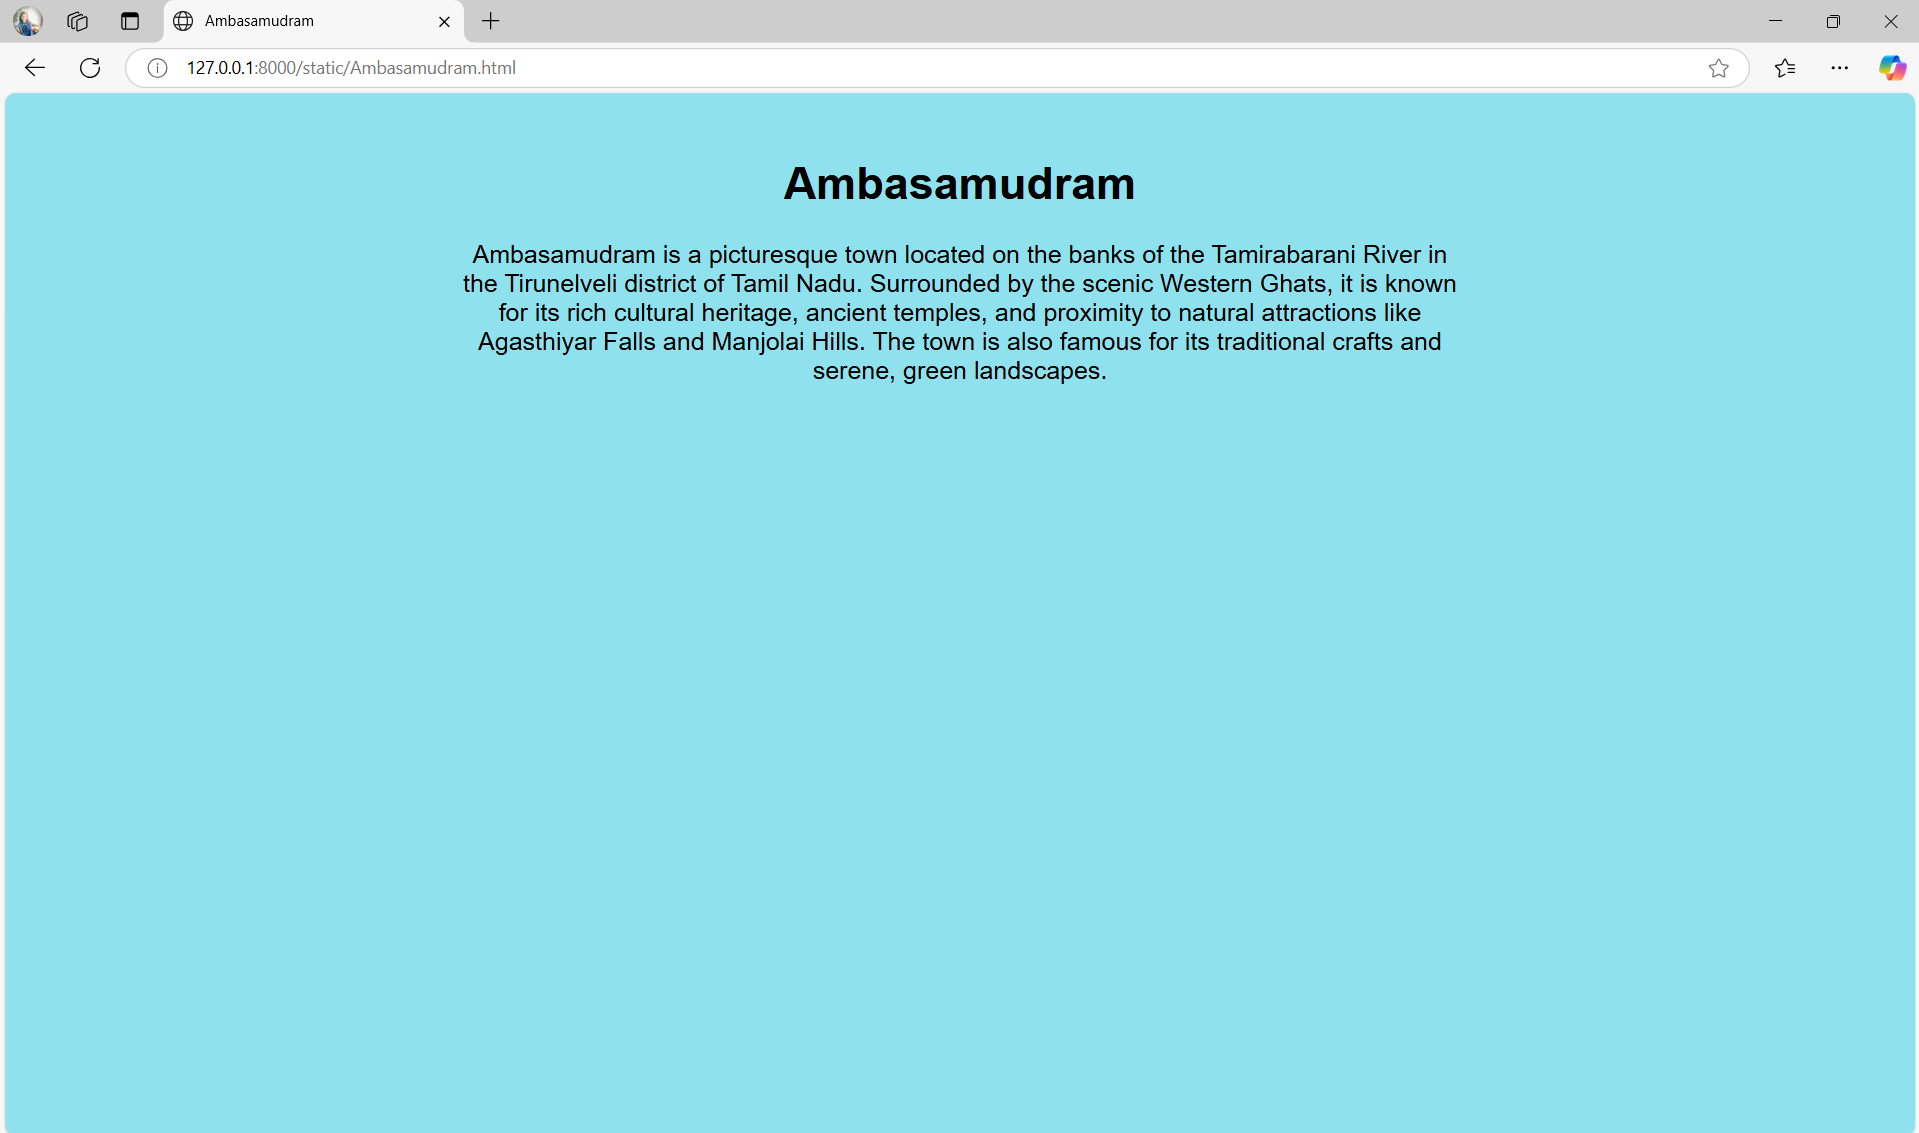 Ambasamudram
127.0.0.1:8000/static/Ambasamudram.html
Ambasamudram
Ambasamudram is a picturesque town located on the banks of the Tamirabarani River in
the Tirunelveli district of Tamil Nadu. Surrounded by the scenic Western Ghats, it is known
for its rich cultural heritage, ancient temples, and proximity to natural attractions like
Agasthiyar Falls and Manjolai Hills. The town is also famous for its traditional crafts and
serene, green landscapes.